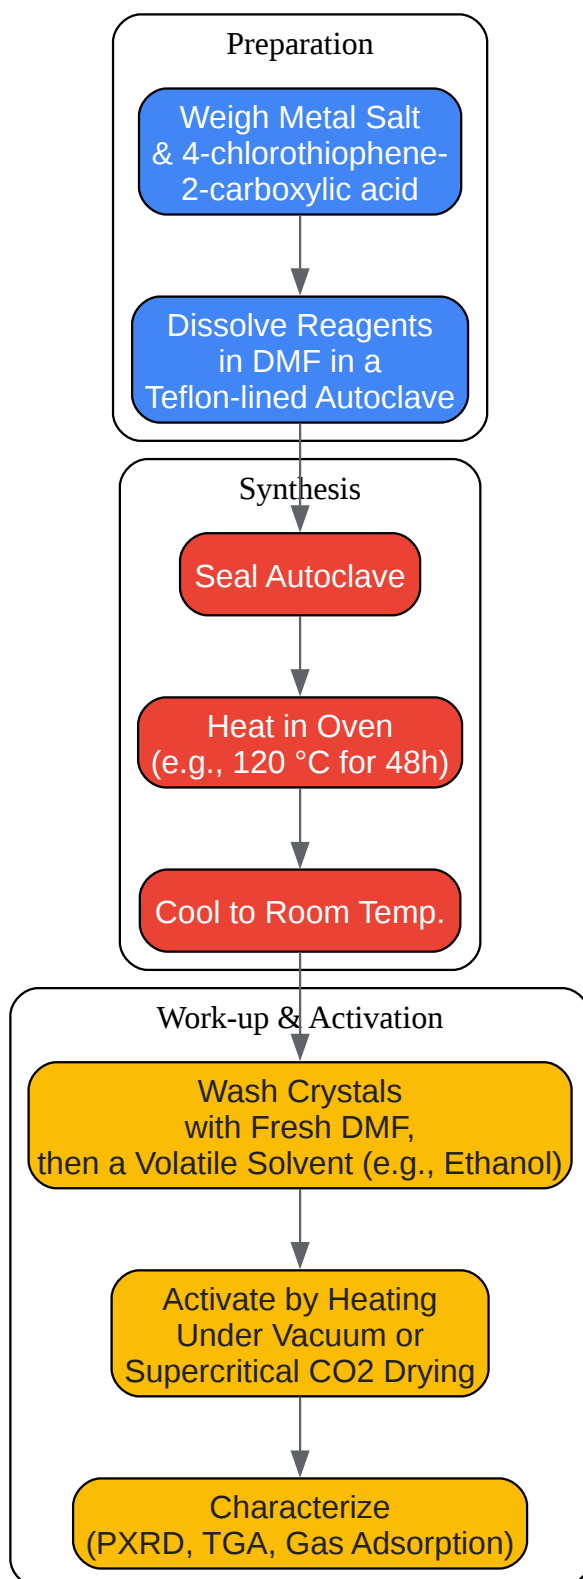 Preparation
Weigh Metal Salt
& 4-chlorothiophene-
2-carboxylic acid
Dissolve Reagents
in DMF in a
Teflon-lined Autoclave
Synthesis
Seal Autoclave
Heat in Oven
(e.g., 120 °C for 48h)
Cool to Room Temp.
Work-up & Activation
Wash Crystals
with Fresh DMF,
then a Volatile Solvent (e.g., Ethanol)
Activate by Heating
Under Vacuum or
Supercritical CO2 Drying
Characterize
(PXRD, TGA, Gas Adsorption)